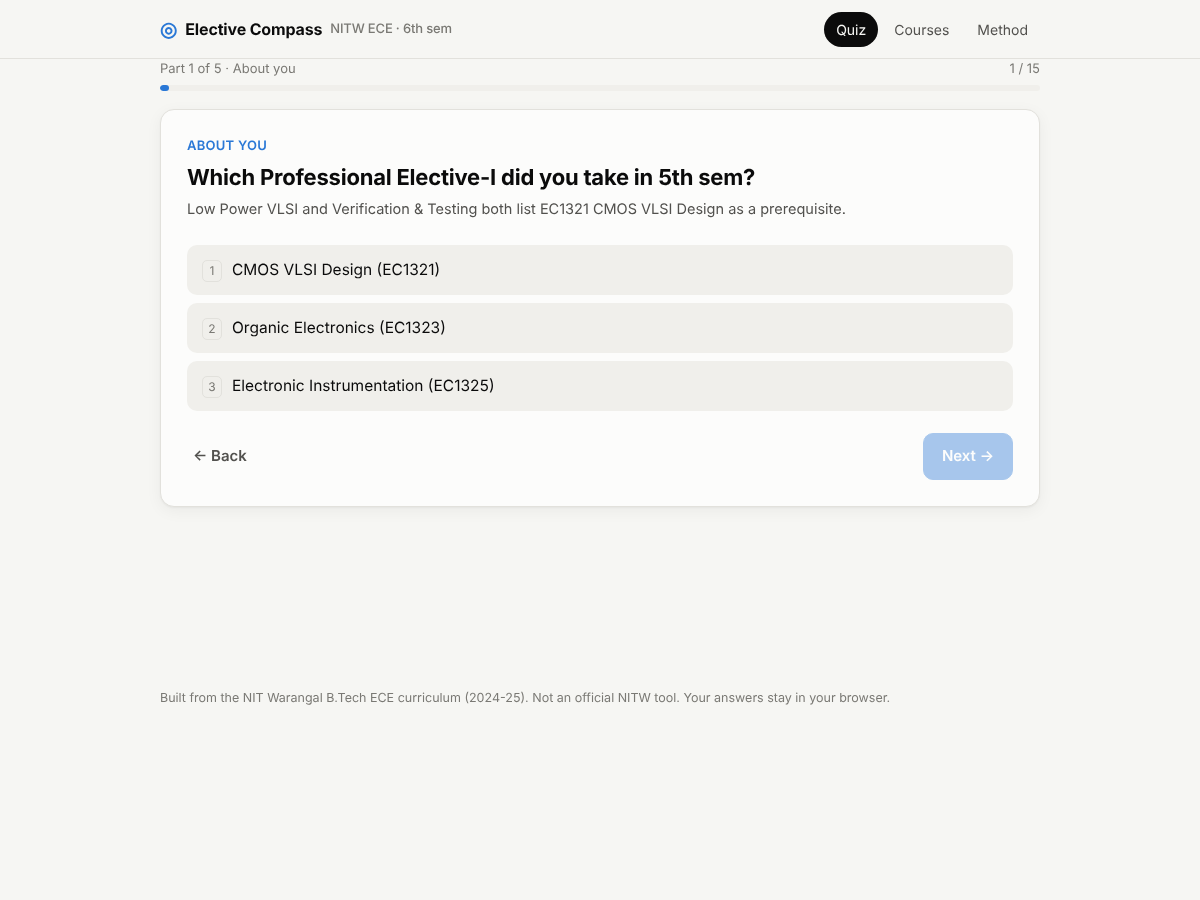 Elective Compass NITW ECE · 6th sem
Quiz Courses Method
Part 1 of 5 · About you 1 / 15
ABOUT YOU
Which Professional Elective-I did you take in 5th sem?
Low Power VLSI and Verification & Testing both list EC1321 CMOS VLSI Design as a prerequisite.
1 CMOS VLSI Design (EC1321)
2 Organic Electronics (EC1323)
3 Electronic Instrumentation (EC1325)
← Back Next →
Built from the NIT Warangal B.Tech ECE curriculum (2024-25). Not an official NITW tool. Your answers stay in your browser.